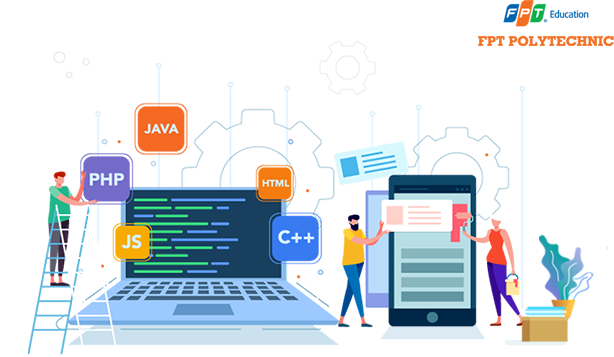 FPT Education
FPT POLYTECHNIC
JAVA
PHP
HTML
JS
C++